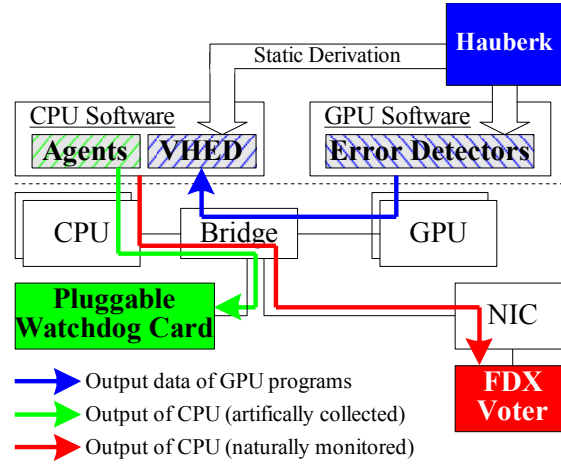 Hauberk
Static Derivation
CPU Software
GPU Software
Agents
VHED
Error Detectors
CPU
Bridge
GPU
Pluggable
Watchdog Card
NIC
FDX
Voter
Output data of GPU programs
Output of CPU (artifically collected)
Output of CPU (naturally monitored)